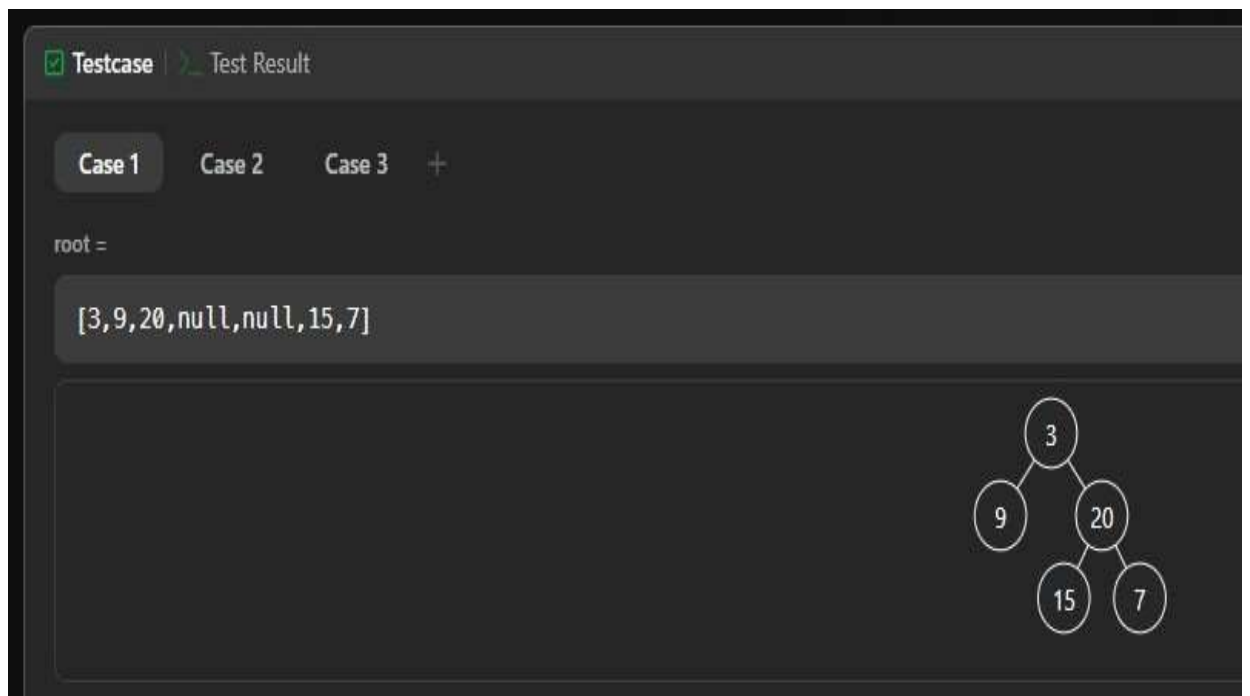 Testcase | >_ Test Result
Case 1 Case 2 Case 3 +
root =
[3,9,20,null,null,15,7]
3
9 20
15 7